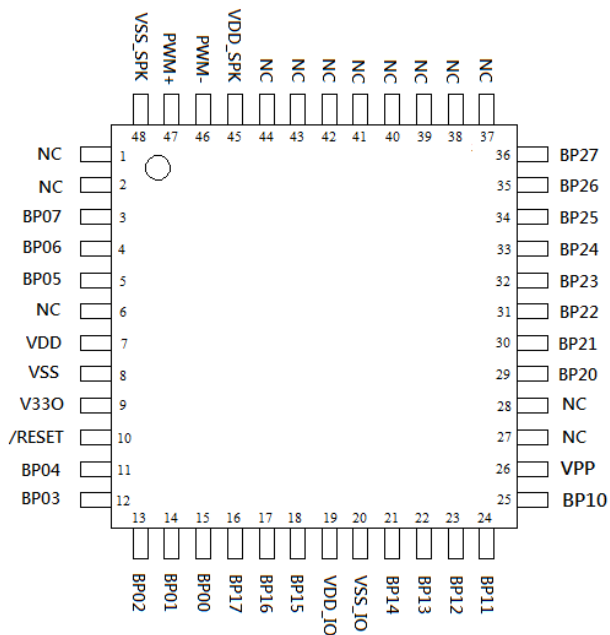 VSS_SPK PWM+ PWM- VDD_SPK NC NC NC NC NC NC NC NC
48 47 46 45 44 43 42 41 40 39 38 37
NC 1 36 BP27
NC 2 35 BP26
BP07 3 34 BP25
BP06 4 33 BP24
BP05 5 32 BP23
NC 6 31 BP22
VDD 7 30 BP21
VSS 8 29 BP20
V33O 9 28 NC
/RESET 10 27 NC
BP04 11 26 VPP
BP03 12 25 BP10
13 14 15 16 17 18 19 20 21 22 23 24
BP02 BP01 BP00 BP17 BP16 BP15 VDD_IO VSS_IO BP14 BP13 BP12 BP11